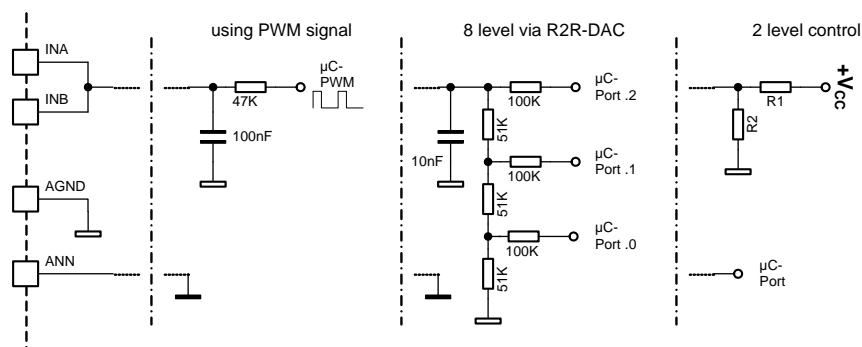 using PWM signal
8 level via R2R-DAC
2 level control
INA
INB
AGND
ANN
47K
µC-
PWM
100nF
10nF
100K
µC-
Port .2
51K
100K
µC-
Port .1
51K
100K
µC-
Port .0
51K
R1
+VCC
R2
µC-
Port